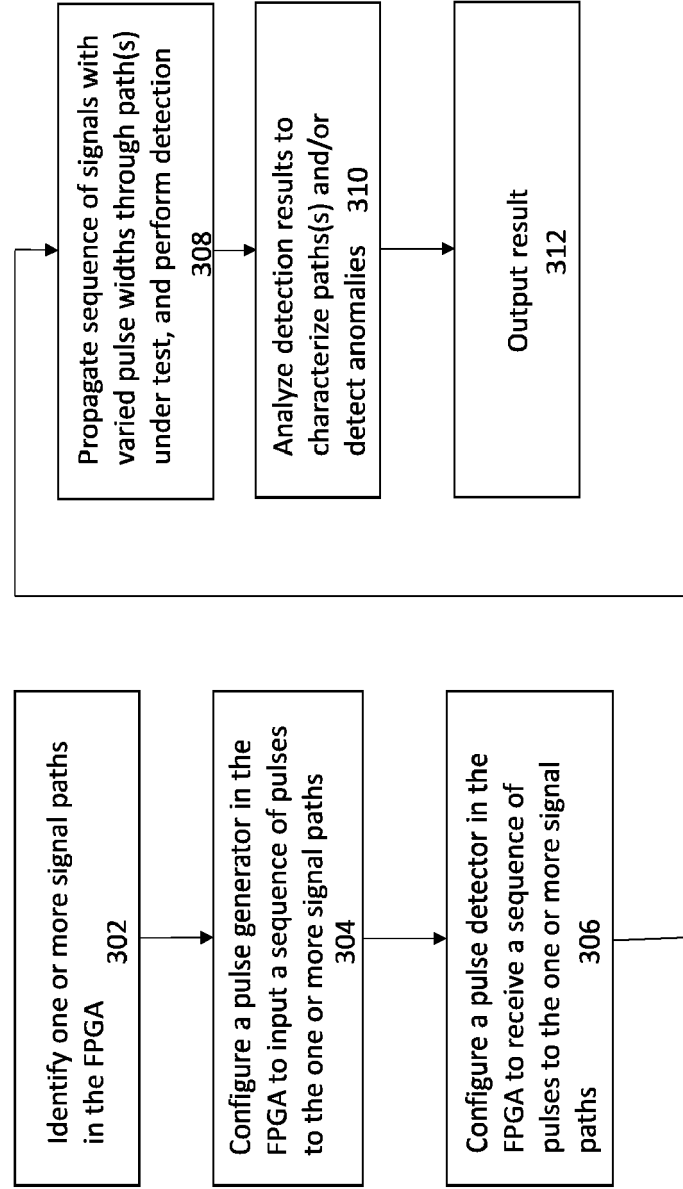 Identify one or more signal paths
in the FPGA
302
Configure a pulse generator in the
FPGA to input a sequence of pulses
to the one or more signal paths
304
Configure a pulse detector in the
FPGA to receive a sequence of
pulses to the one or more signal
paths
306
Propagate sequence of signals with
varied pulse widths through path(s)
under test, and perform detection
308
Analyze detection results to
characterize paths(s) and/or
detect anomalies 310
Output result
312